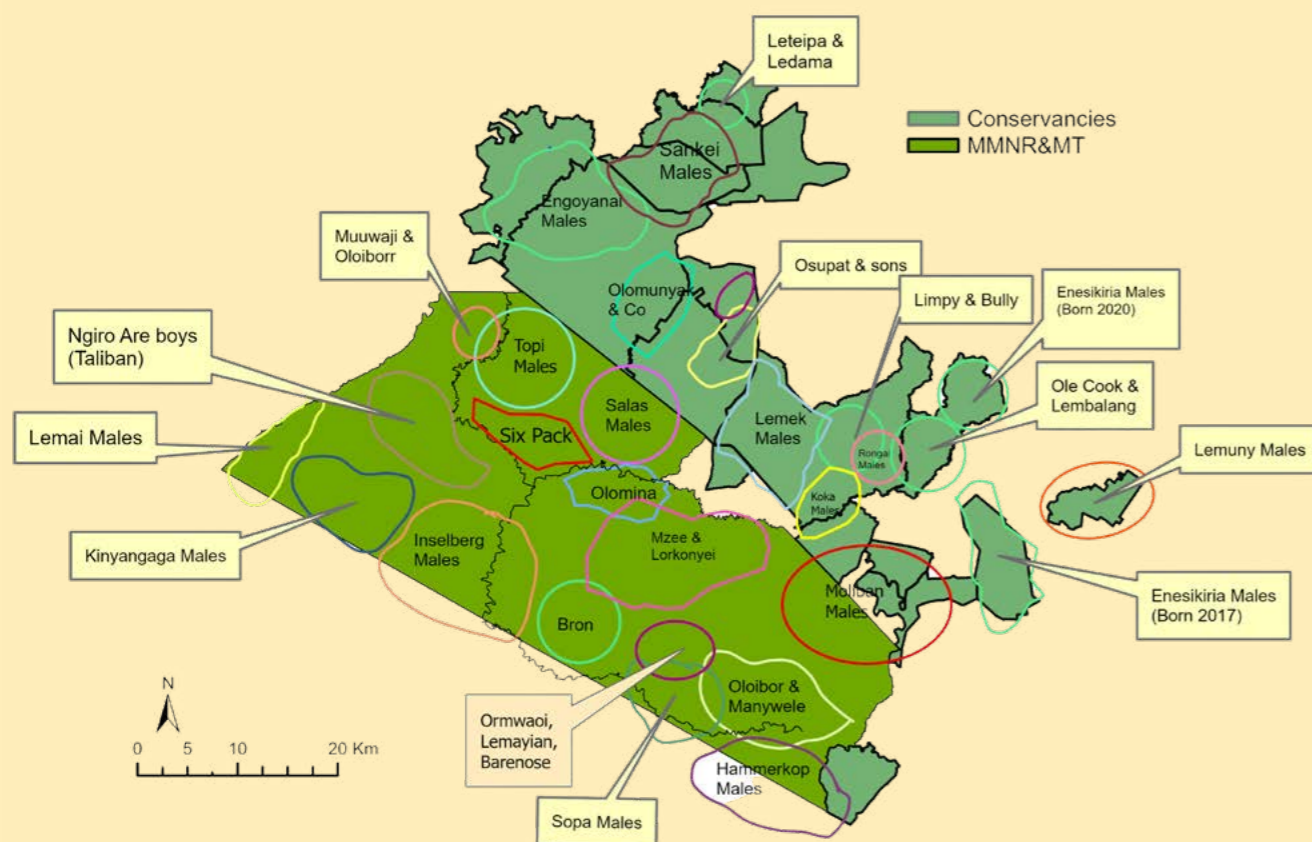 Leteipa &
Ledama
Conservancies
MMNR&MT
Sankei
Males
Engoyanai
Males
Muuwaji &
Oloiborr
Osupat & sons
Olomunyak
& Co
Limpy & Bully
Enesikiria Males
(Born 2020)
Ngiro Are boys
(Taliban)
Topi
Males
Ole Cook &
Lembalang
Salas
Males
Lemek
Males
Lemai Males
Six Pack
Rongai
Males
Lemuny Males
Olomina
Koka
Males
Kinyangaga Males
Inselberg
Males
Mzee &
Lorkonyei
Moliban
Males
Enesikiria Males
(Born 2017)
Bron
Oloibor &
Manywele
N
Ormwaoi,
Lemayian,
Barenose
0 5 10 20 Km
Hammerkop
Males
Sopa Males